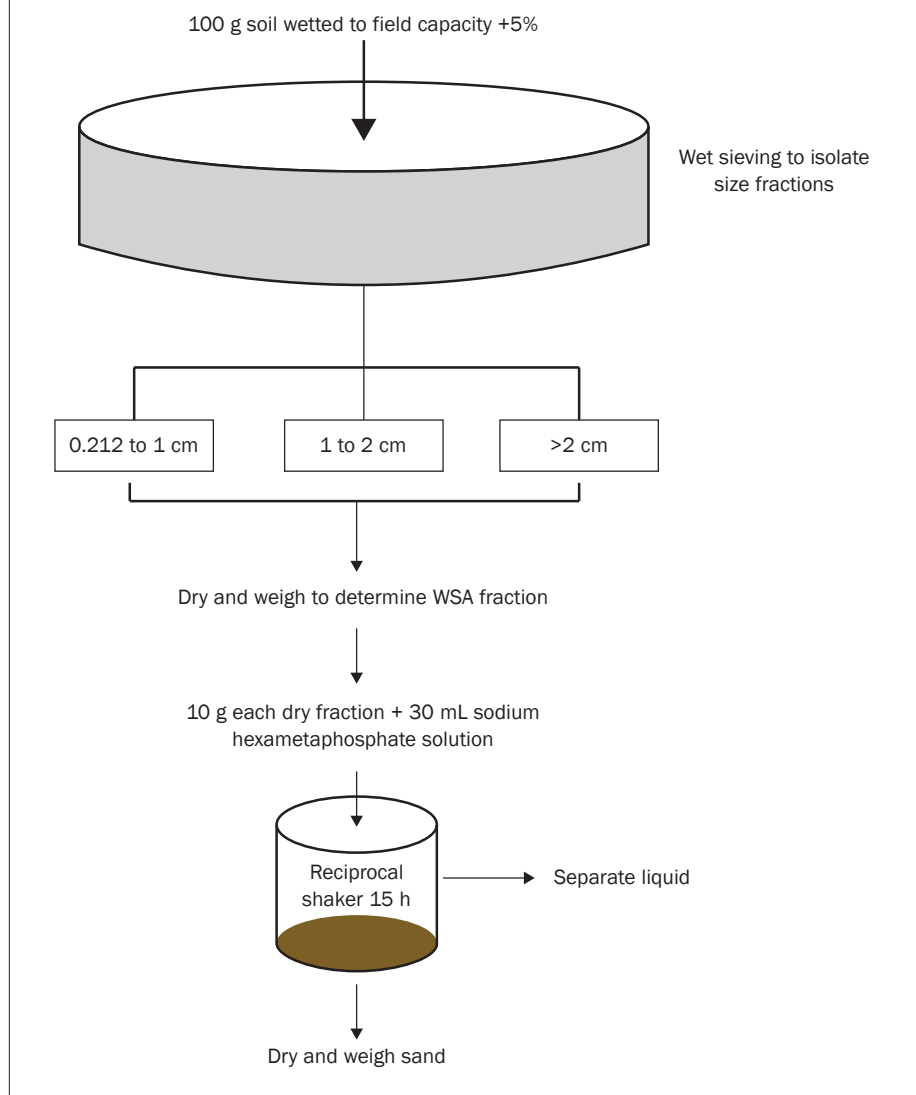 100 g soil wetted to field capacity +5%
Wet sieving to isolate
size fractions
0.212 to 1 cm
1 to 2 cm
>2 cm
Dry and weigh to determine WSA fraction
10 g each dry fraction + 30 mL sodium
hexametaphosphate solution
Reciprocal
shaker 15 h
Separate liquid
Dry and weigh sand